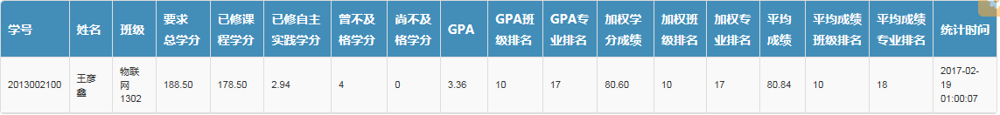 学号 姓名 班级 要求总学分 已修课程学分 已修自主实践学分 曾不及格学分 尚不及格学分 GPA GPA班级排名 GPA专业排名 加权学分成绩 加权班级排名 加权专业排名 平均成绩 平均成绩班级排名 平均成绩专业排名 统计时间
2013002100 王彦鑫 物联网1302 188.50 178.50 2.94 4 0 3.36 10 17 80.60 10 17 80.84 10 18 2017-02-19 01:00:07